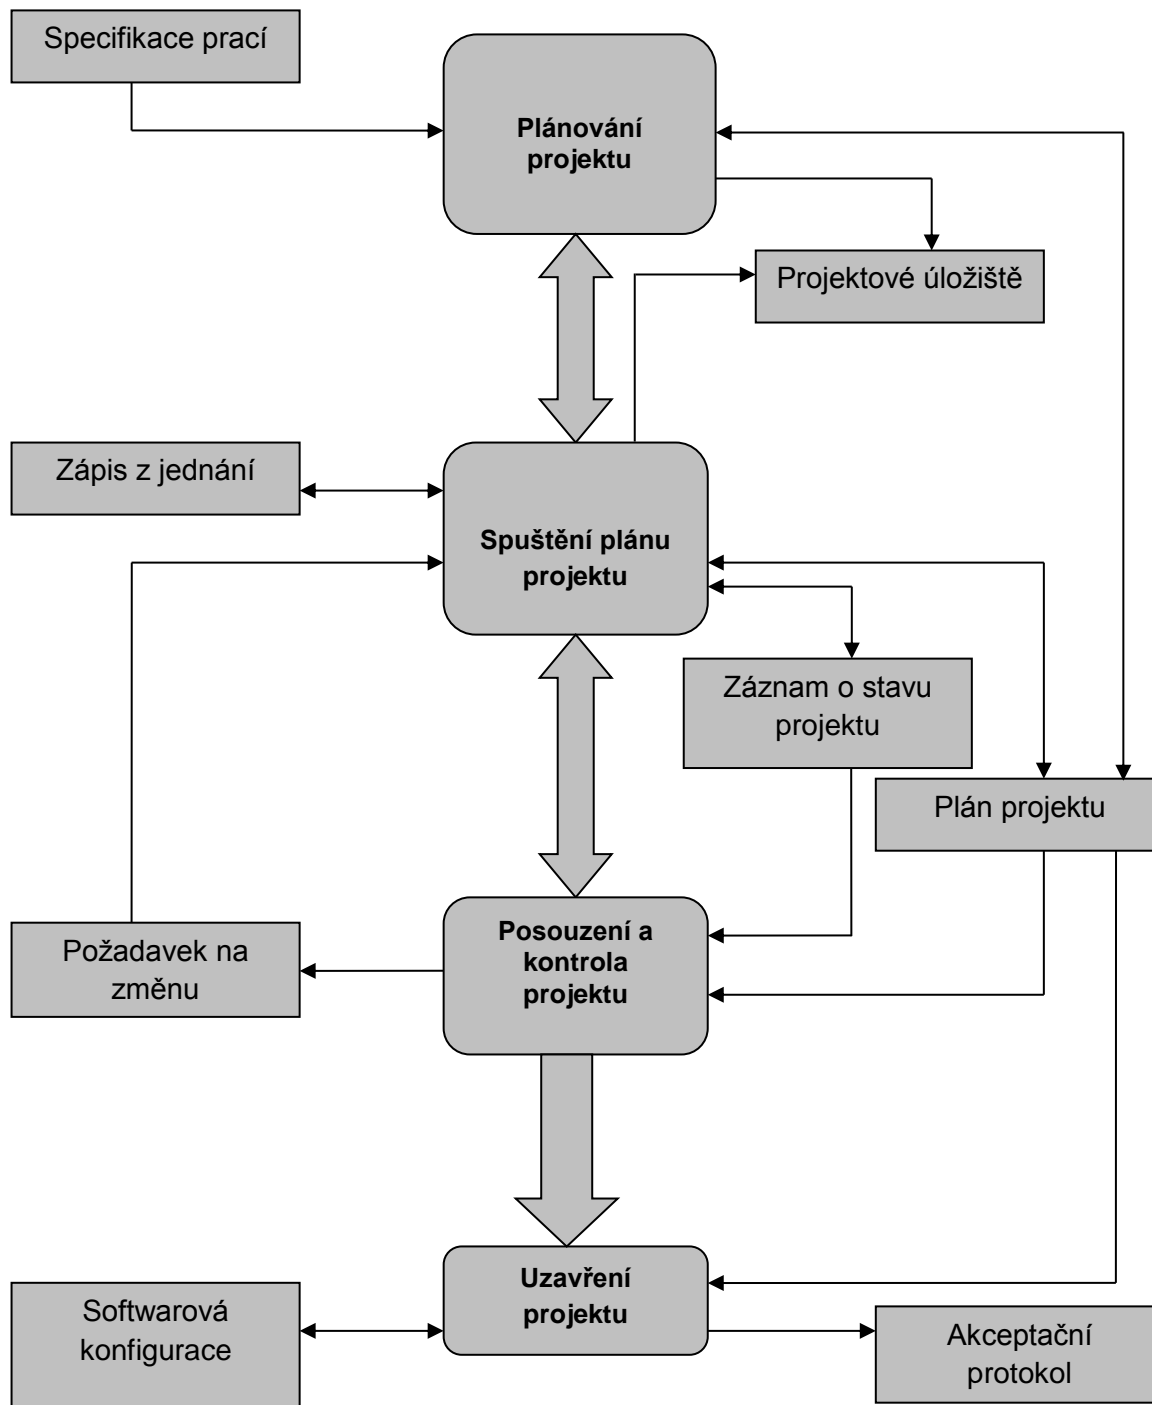 Specifikace prací
Plánování
projektu
Projektové úložiště
Zápis z jednání
Spuštění plánu
projektu
Záznam o stavu
projektu
Plán projektu
Posouzení a
kontrola
projektu
Požadavek na
změnu
Uzavření
projektu
Softwarová
konfigurace
Akceptační
protokol